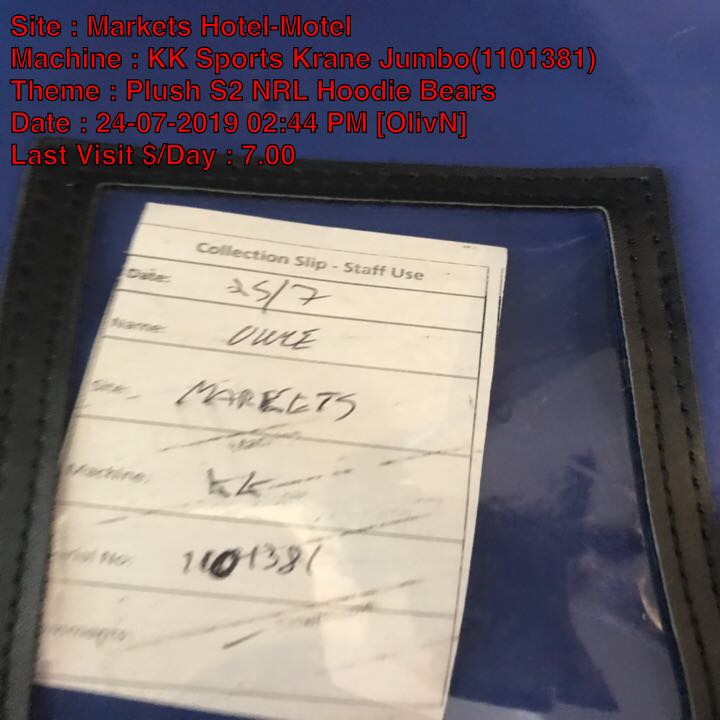 Site : Markets Hotel-Motel
Machine : KK Sports Krane Jumbo(1101381)
Theme : Plush S2 NRL Hoodie Bears
Date : 24-07-2019 02:44 PM [OlivN]
Last Visit $/Day : 7.00
Collection Slip - Staff Use
Date: 25/7
Name:
Site: MARKETS
Machine: KK
Serial No: 1101381